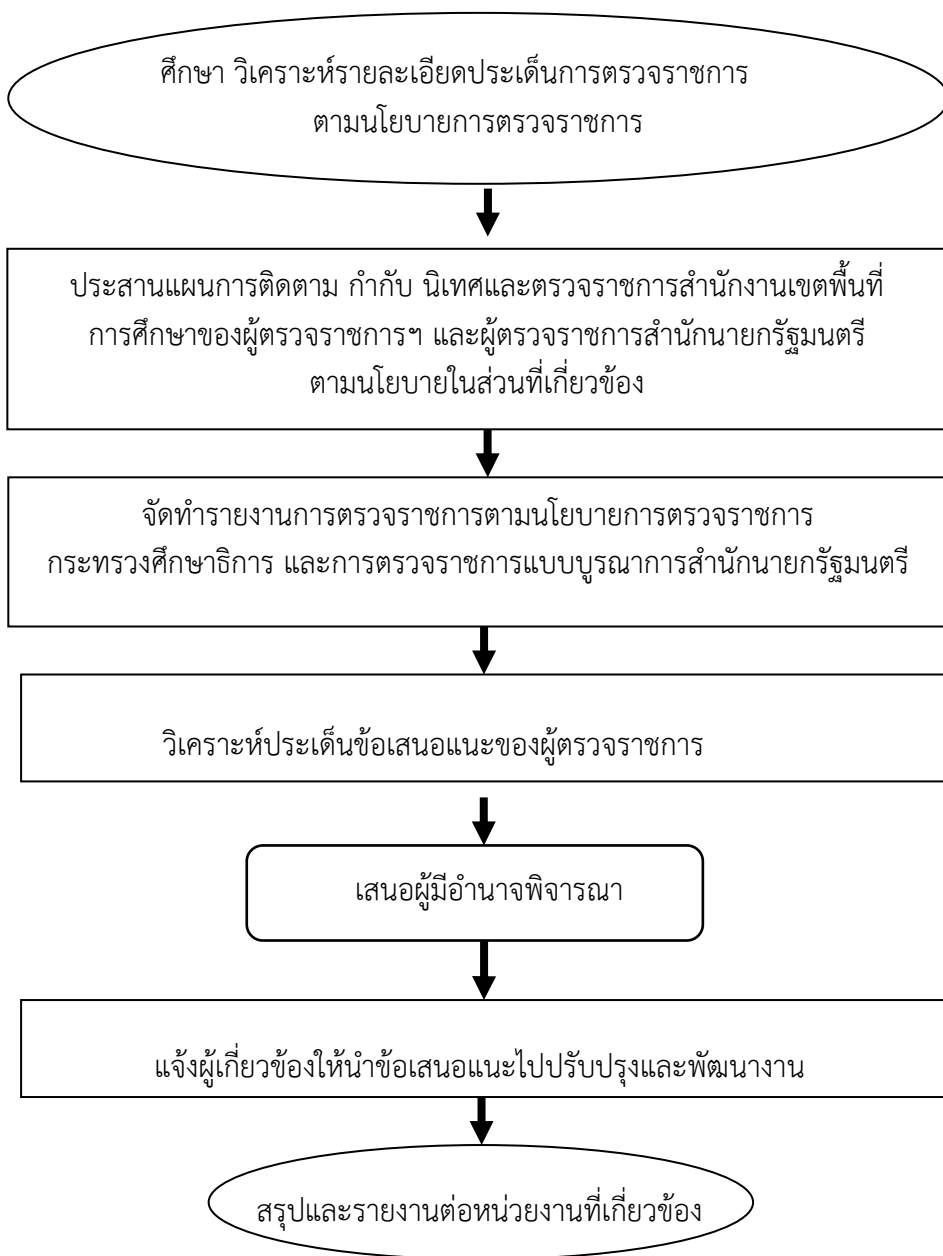 ศึกษา วิเคราะห์รายละเอียดประเด็นการตรวจราชการ
ตามนโยบายการตรวจราชการ
ประสานแผนการติดตาม กำกับ นิเทศและตรวจราชการสำนักงานเขตพื้นที่
การศึกษาของผู้ตรวจราชการฯ และผู้ตรวจราชการสำนักนายกรัฐมนตรี
ตามนโยบายในส่วนที่เกี่ยวข้อง
จัดทำรายงานการตรวจราชการตามนโยบายการตรวจราชการ
กระทรวงศึกษาธิการ และการตรวจราชการแบบบูรณาการสำนักนายกรัฐมนตรี
วิเคราะห์ประเด็นข้อเสนอแนะของผู้ตรวจราชการ
เสนอผู้มีอำนาจพิจารณา
แจ้งผู้เกี่ยวข้องให้นำข้อเสนอแนะไปปรับปรุงและพัฒนางาน
สรุปและรายงานต่อหน่วยงานที่เกี่ยวข้อง